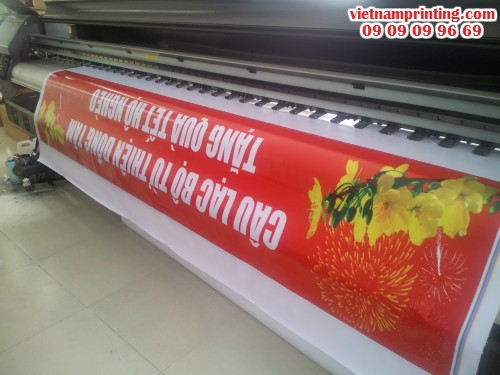 vietnamprinting.com
09 09 09 96 69
CÂU LẠC BỘ TỪ THIỆN ĐỒNG TÂM
TẶNG QUÀ TẾT HỘ NGHÈO